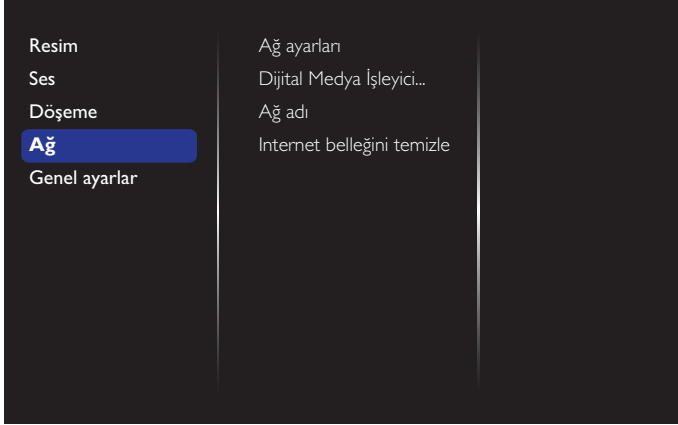 Resim
Ses
Döşeme
Ağ
Genel ayarlar
Ağ ayarları
Dijital Medya İşleyici...
Ağ adı
Internet belleğini temizle